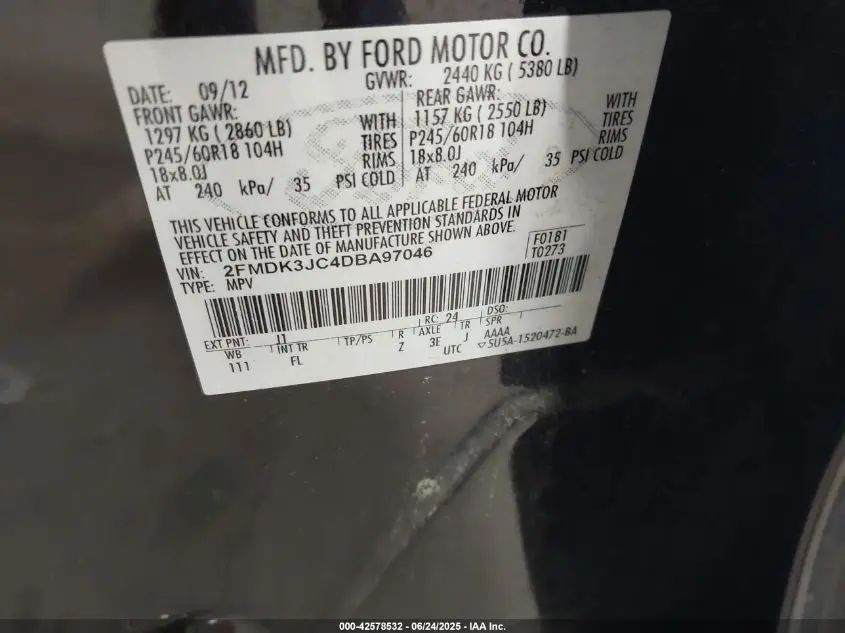 MFD. BY FORD MOTOR CO.
DATE: 09/12 GVWR: 2440 KG ( 5380 LB)
FRONT GAWR:
1297 KG ( 2860 LB) WITH
P245/60R18 104H TIRES
18x8.0J RIMS
AT 240 kPa/ 35 PSI COLD
REAR GAWR: WITH
1157 KG ( 2550 LB) TIRES
P245/60R18 104H RIMS
18x8.0J
AT 240 kPa/ 35 PSI COLD
THIS VEHICLE CONFORMS TO ALL APPLICABLE FEDERAL MOTOR
VEHICLE SAFETY AND THEFT PREVENTION STANDARDS IN
EFFECT ON THE DATE OF MANUFACTURE SHOWN ABOVE.
VIN: 2FMDK3JC4DBA97046
TYPE: MPV
F0181
T0273
EXT PNT: J1 RC: 24 DSO:
WB INT TR TP/PS R AXLE TR SPR
111 FL Z 3E J AAAA
UTC ▽5U5A-1520472-BA
000-42578532 - 06/24/2025 - IAA Inc.